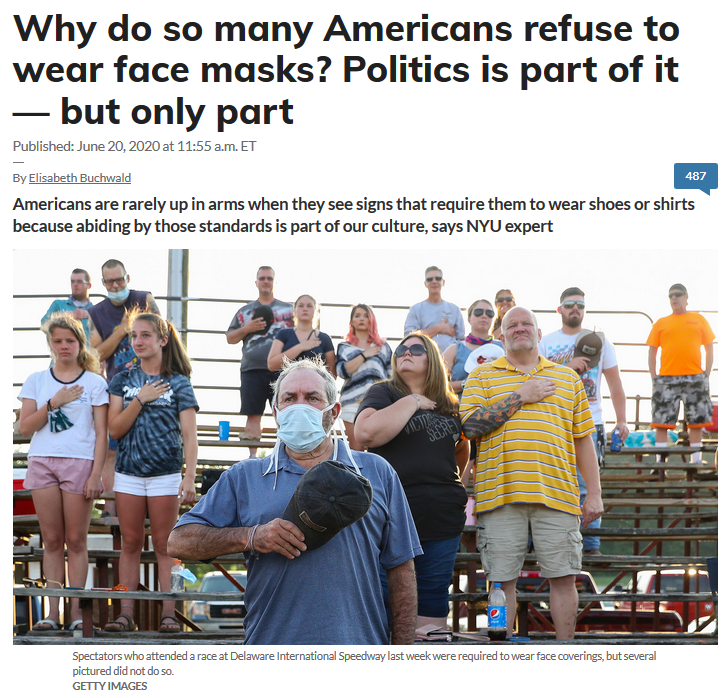 Why do so many Americans refuse to
wear face masks? Politics is part of it
— but only part
Published: June 20, 2020 at 11:55 a.m. ET
By Elisabeth Buchwald
487
Americans are rarely up in arms when they see signs that require them to wear shoes or shirts
because abiding by those standards is part of our culture, says NYU expert
VICTORIA'S
SECRET
Spectators who attended a race at Delaware International Speedway last week were required to wear face coverings, but several
pictured did not do so.
GETTY IMAGES